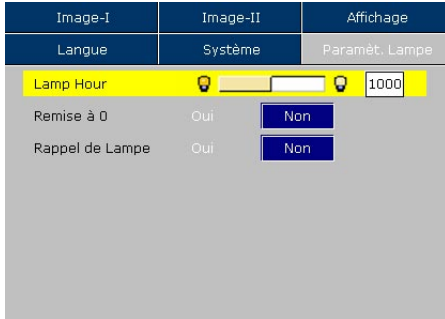 Image-I Image-II Affichage
Langue Système Paramèt. Lampe
Lamp Hour 1000
Remise à 0 Oui Non
Rappel de Lampe Oui Non